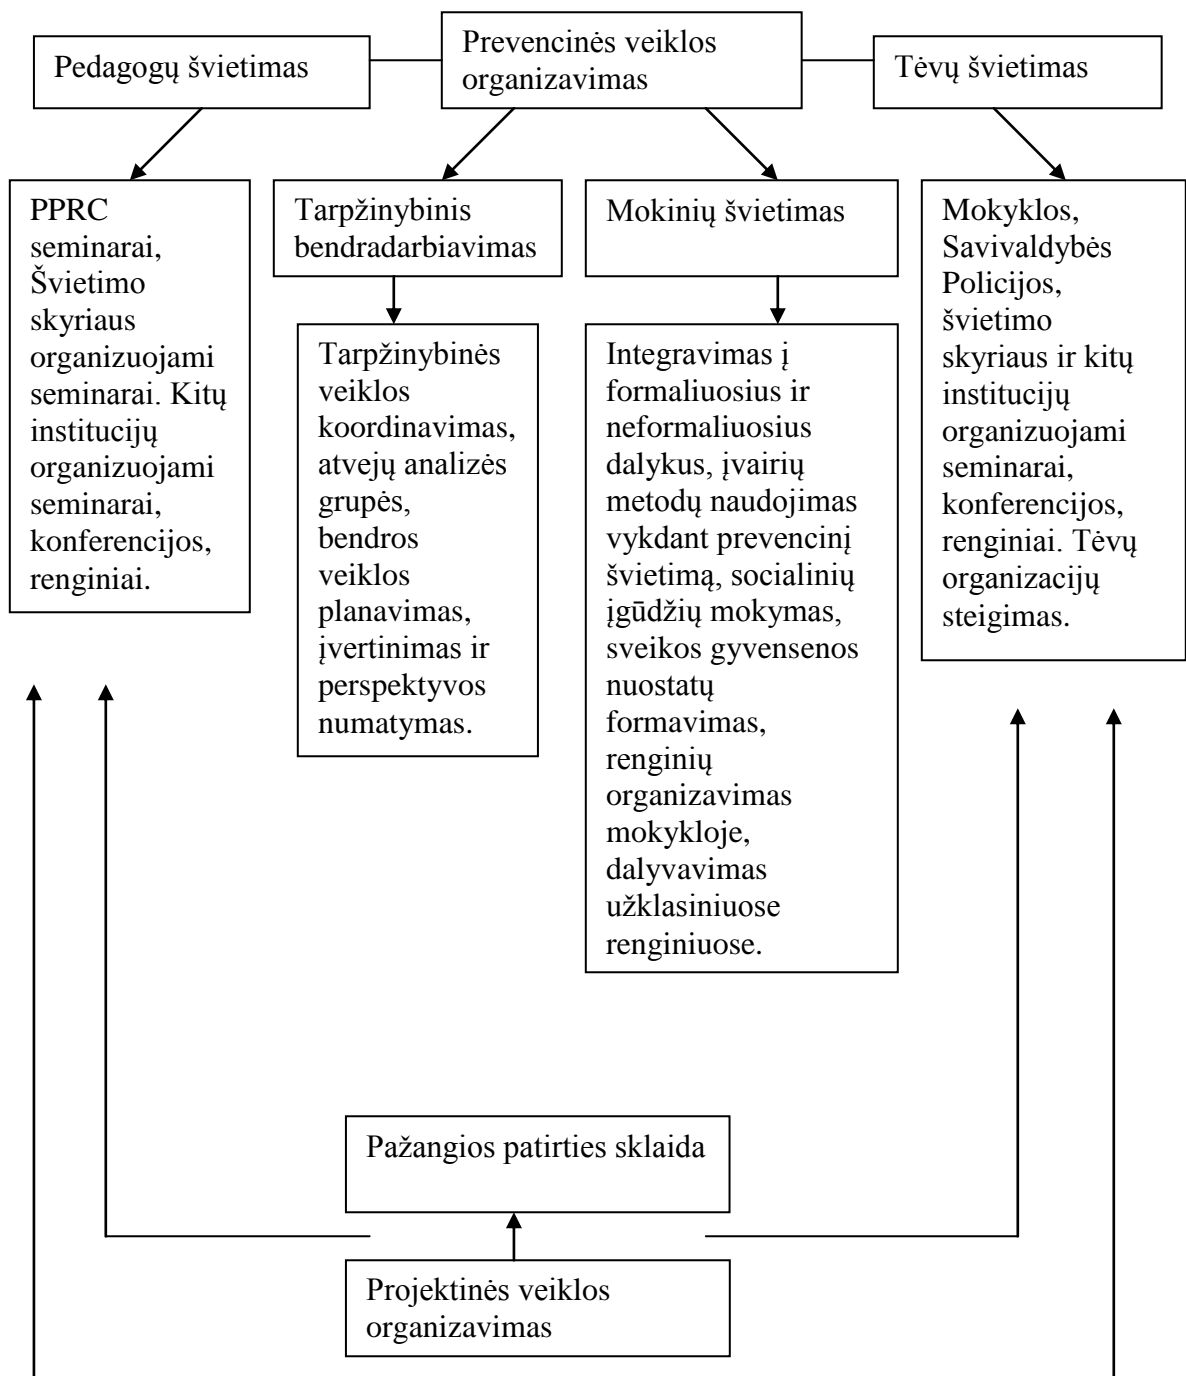 Pedagogų švietimas
Prevencinės veiklos
organizavimas
Tėvų švietimas
PPRC
seminarai,
Švietimo
skyriaus
organizuojami
seminarai. Kitų
institucijų
organizuojami
seminarai,
konferencijos,
renginiai.
Tarpžinybinis
bendradarbiavimas
Mokinių švietimas
Mokyklos,
Savivaldybės
Policijos,
švietimo
skyriaus ir kitų
institucijų
organizuojami
seminarai,
konferencijos,
renginiai. Tėvų
organizacijų
steigimas.
Tarpžinybinės
veiklos
koordinavimas,
atvejų analizės
grupės,
bendros
veiklos
planavimas,
įvertinimas ir
perspektyvos
numatymas.
Integravimas į
formaliuosius ir
neformaliuosius
dalykus, įvairių
metodų naudojimas
vykdant prevencinį
švietimą, socialinių
įgūdžių mokymas,
sveikos gyvensenos
nuostatų
formavimas,
renginių
organizavimas
mokykloje,
dalyvavimas
užklasiniuose
renginiuose.
Pažangios patirties sklaida
Projektinės veiklos
organizavimas